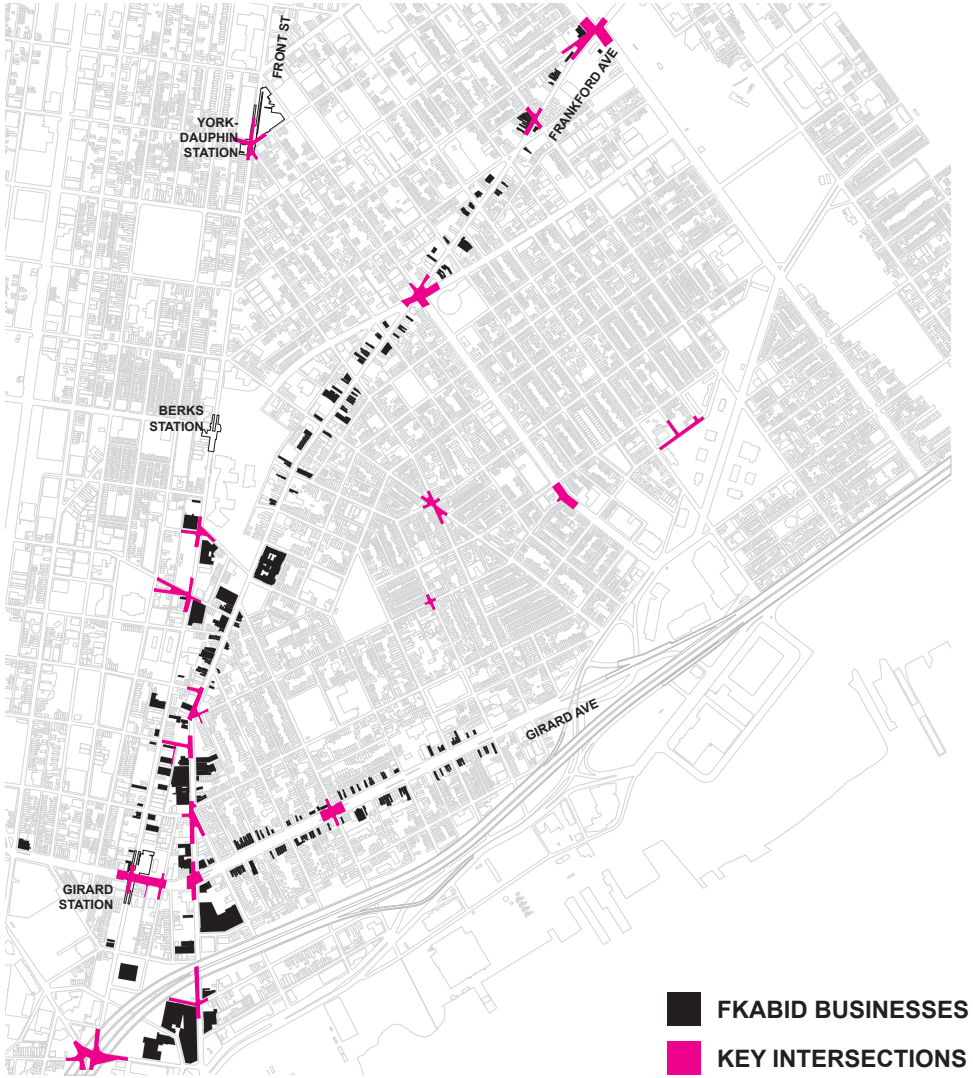 FRONT ST
YORK-
DAUPHIN
STATION
FRANKFORD AVE
BERKS
STATION
GIRARD AVE
GIRARD
STATION
FKABID BUSINESSES
KEY INTERSECTIONS